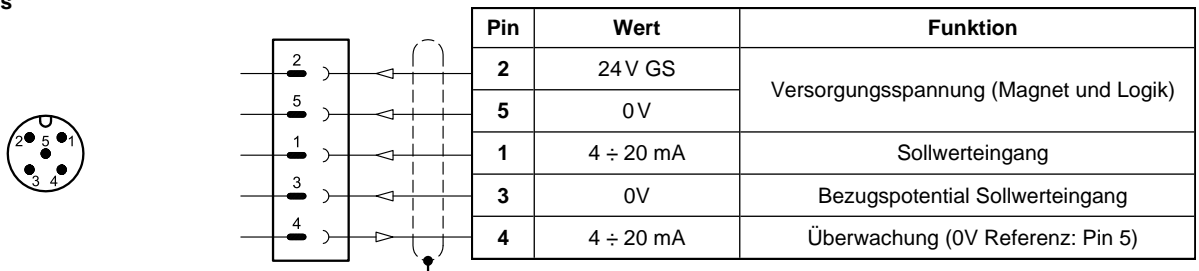 s
Pin Wert Funktion
2 24V GS Versorgungsspannung (Magnet und Logik)
5 0V
1 4 ÷ 20 mA Sollwerteingang
3 0V Bezugspotential Sollwerteingang
4 4 ÷ 20 mA Überwachung (0V Referenz: Pin 5)
2
5
1
3
4
2 5 1
3 4